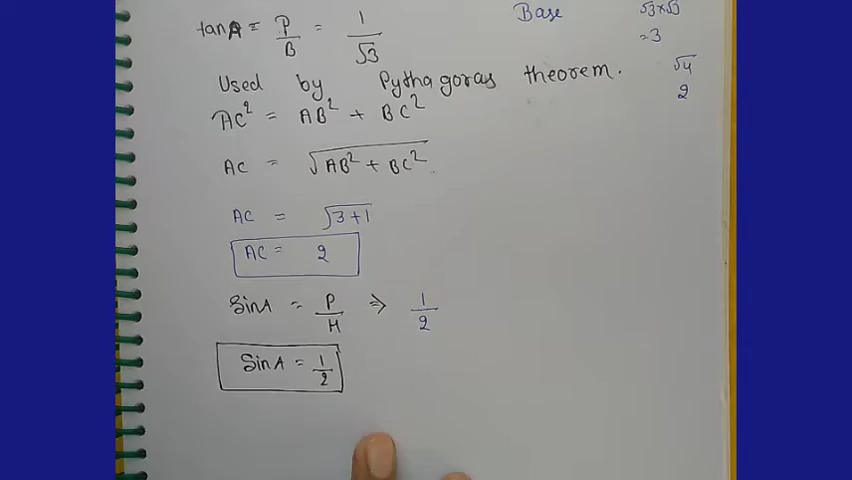 tanA = P/B = 1/√3
Base
√3×√3
=3
√4
2
Used by Pythagoras theorem.
AC² = AB² + BC²
AC = √AB² + BC²
AC = √3+1
AC = 2
SinA = P/H ⇒ 1/2
SinA = 1/2